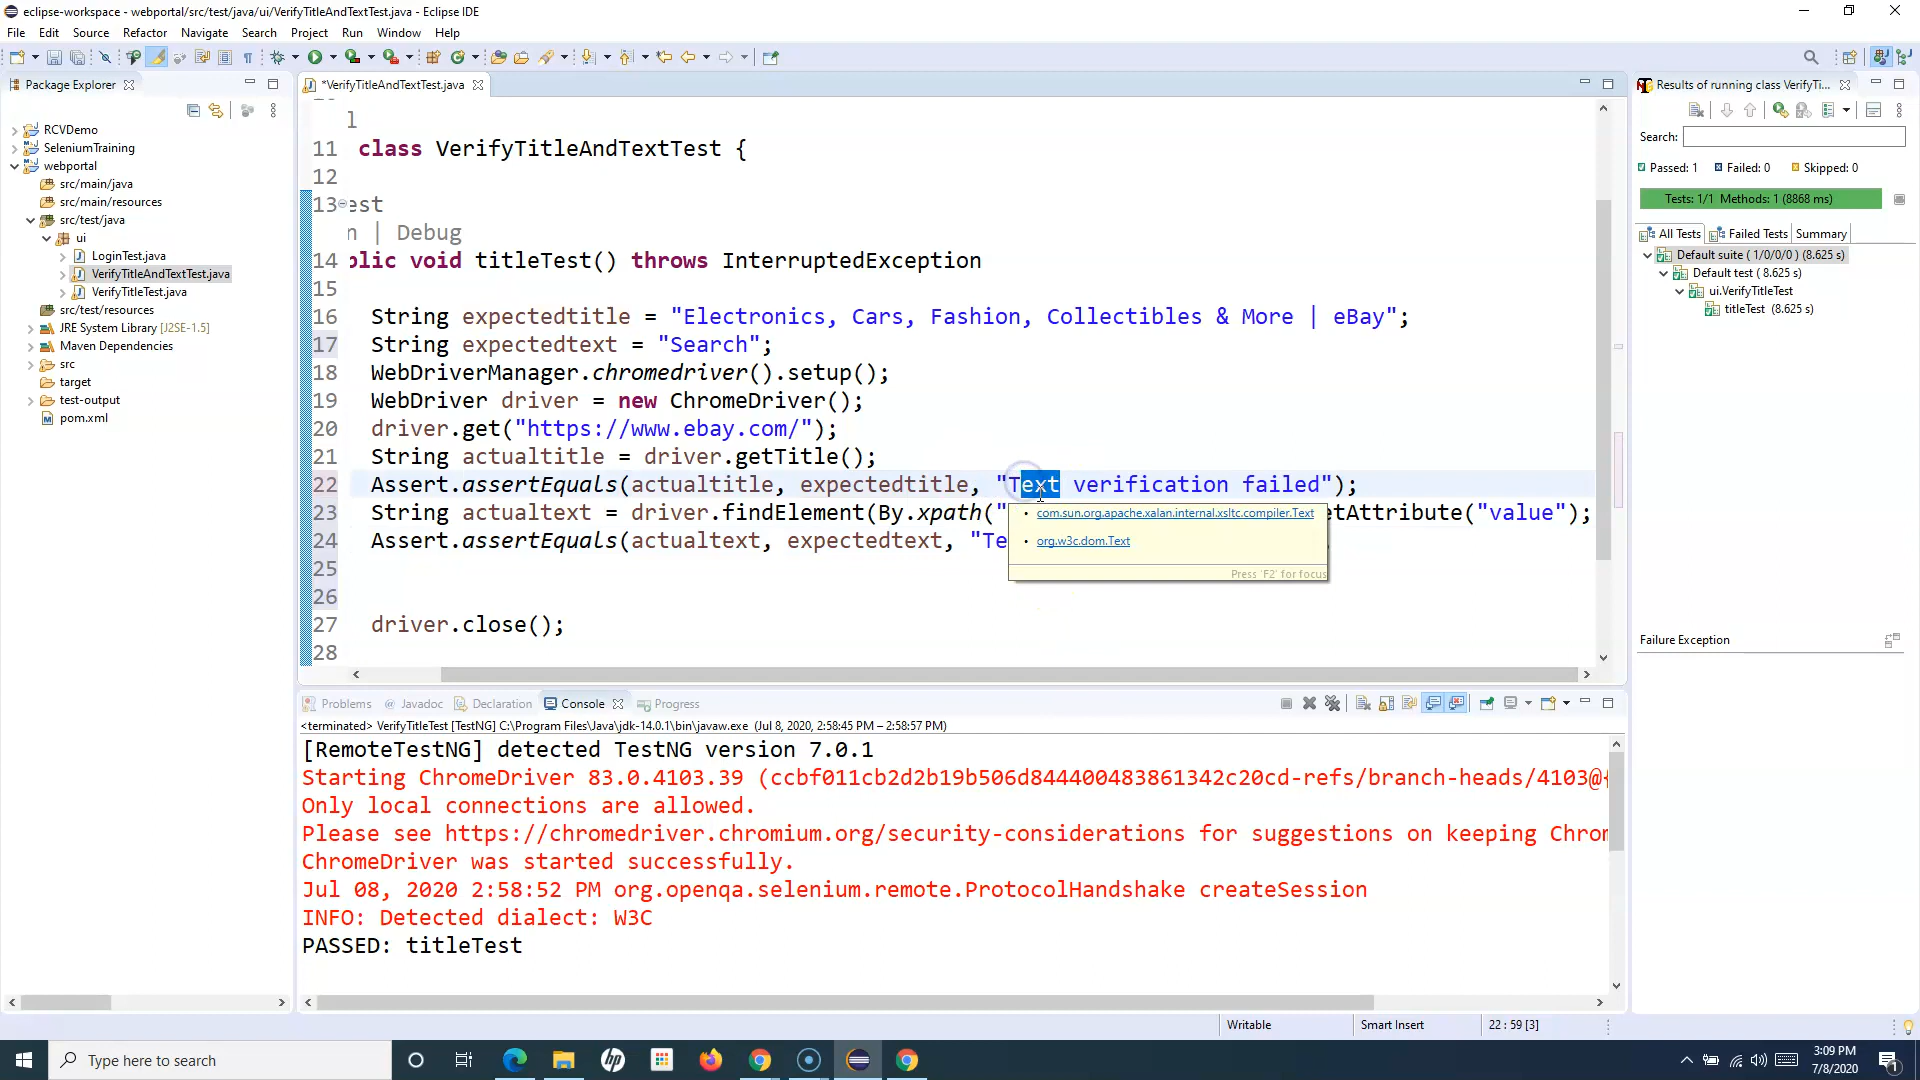 eclipse-workspace - webportal/src/test/java/ui/VerifyTitleAndTextTest.java - Eclipse IDE
File Edit Source Refactor Navigate Search Project Run Window Help
Package Explorer
RCVDemo
SeleniumTraining
webportal
src/main/java
src/main/resources
src/test/java
ui
LoginTest.java
VerifyTitleAndTextTest.java
VerifyTitleTest.java
src/test/resources
JRE System Library [J2SE-1.5]
Maven Dependencies
src
target
test-output
pom.xml
*VerifyTitleAndTextTest.java
11 class VerifyTitleAndTextTest {
12
13 est
n | Debug
14 blic void titleTest() throws InterruptedException
15
16 String expectedtitle = "Electronics, Cars, Fashion, Collectibles & More | eBay";
17 String expectedtext = "Search";
18 WebDriverManager.chromedriver().setup();
19 WebDriver driver = new ChromeDriver();
20 driver.get("https://www.ebay.com/");
21 String actualtitle = driver.getTitle();
22 Assert.assertEquals(actualtitle, expectedtitle, "Text verification failed");
23 String actualtext = driver.findElement(By.xpath(" etAttribute("value");
24 Assert.assertEquals(actualtext, expectedtext, "Te
25
26
27 driver.close();
28
com.sun.org.apache.xalan.internal.xsltc.compiler.Text
org.w3c.dom.Text
Press 'F2' for focus
Problems Javadoc Declaration Console Progress
<terminated> VerifyTitleTest [TestNG] C:\Program Files\Java\jdk-14.0.1\bin\javaw.exe (Jul 8, 2020, 2:58:45 PM – 2:58:57 PM)
[RemoteTestNG] detected TestNG version 7.0.1
Starting ChromeDriver 83.0.4103.39 (ccbf011cb2d2b19b506d844400483861342c20cd-refs/branch-heads/4103@{
Only local connections are allowed.
Please see https://chromedriver.chromium.org/security-considerations for suggestions on keeping Chrom
ChromeDriver was started successfully.
Jul 08, 2020 2:58:52 PM org.openqa.selenium.remote.ProtocolHandshake createSession
INFO: Detected dialect: W3C
PASSED: titleTest
Results of running class VerifyTi...
Search:
Passed: 1 Failed: 0 Skipped: 0
Tests: 1/1 Methods: 1 (8868 ms)
All Tests Failed Tests Summary
Default suite ( 1/0/0/0 ) (8.625 s)
Default test ( 8.625 s)
ui.VerifyTitleTest
titleTest (8.625 s)
Failure Exception
Writable Smart Insert 22 : 59 [3]
Type here to search
3:09 PM
7/8/2020